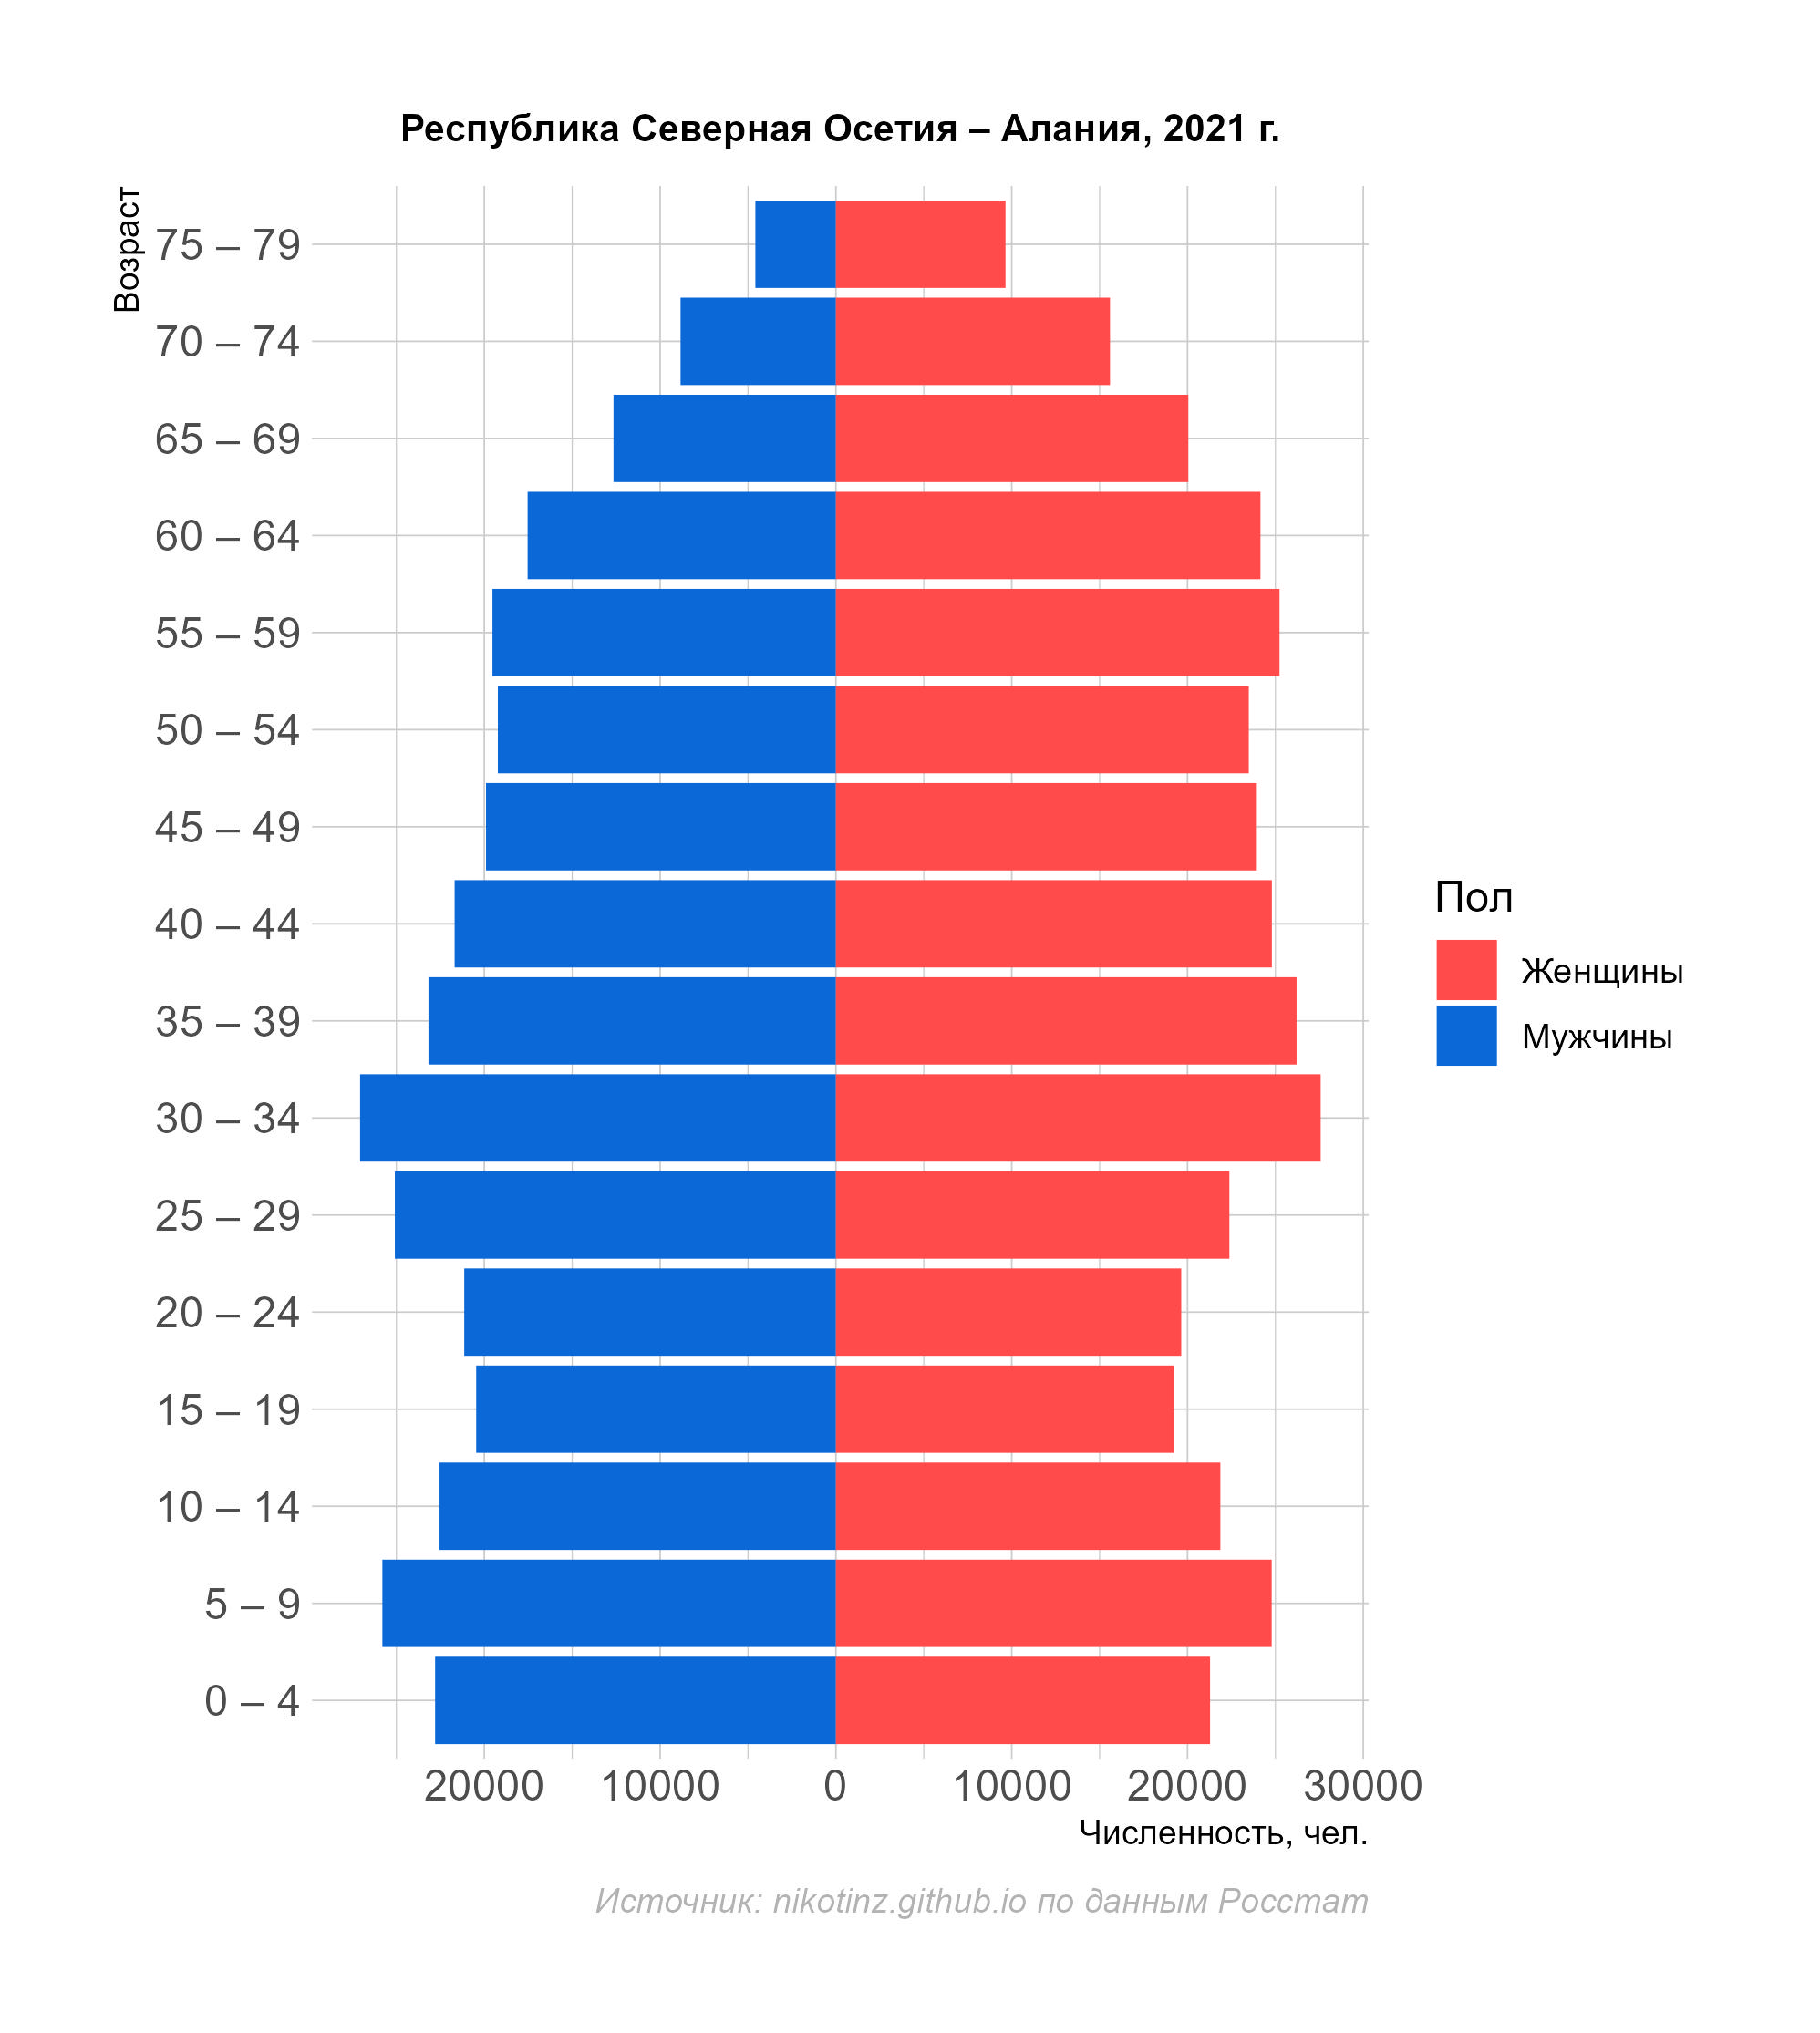 Республика Северная Осетия – Алания, 2021 г.
Возраст
75 – 79
70 – 74
65 – 69
60 – 64
55 – 59
50 – 54
45 – 49
40 – 44
35 – 39
30 – 34
25 – 29
20 – 24
15 – 19
10 – 14
5 – 9
0 – 4
20000 10000 0 10000 20000 30000
Численность, чел.
Пол
Женщины
Мужчины
Источник: nikotinz.github.io по данным Росстат